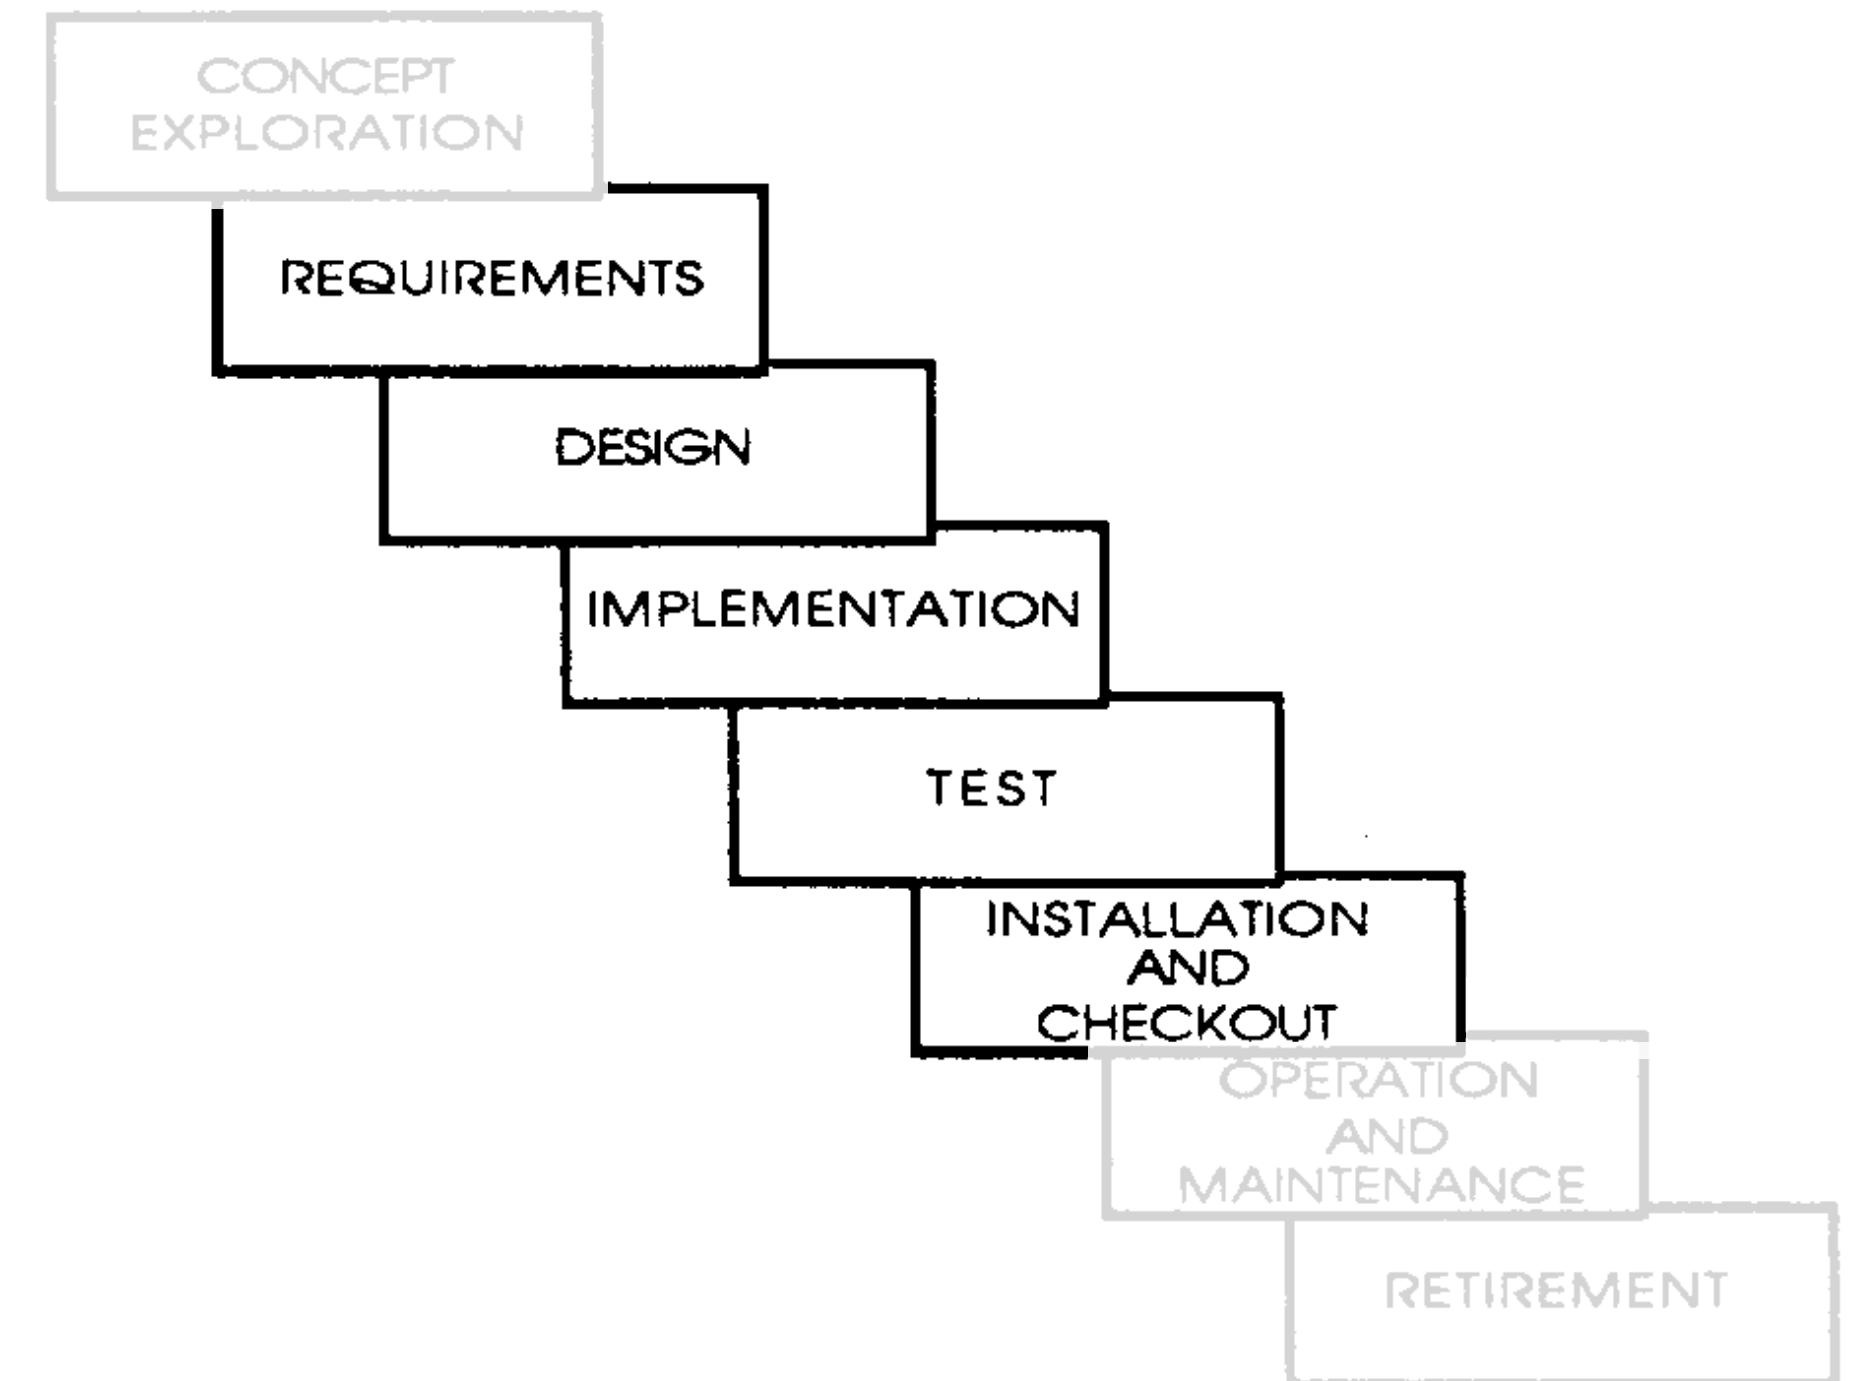 CONCEPT
EXPLORATION
REQUIREMENTS
DESIGN
IMPLEMENTATION
TEST
INSTALLATION
AND
CHECKOUT
OPERATION
AND
MAINTENANCE
RETIREMENT